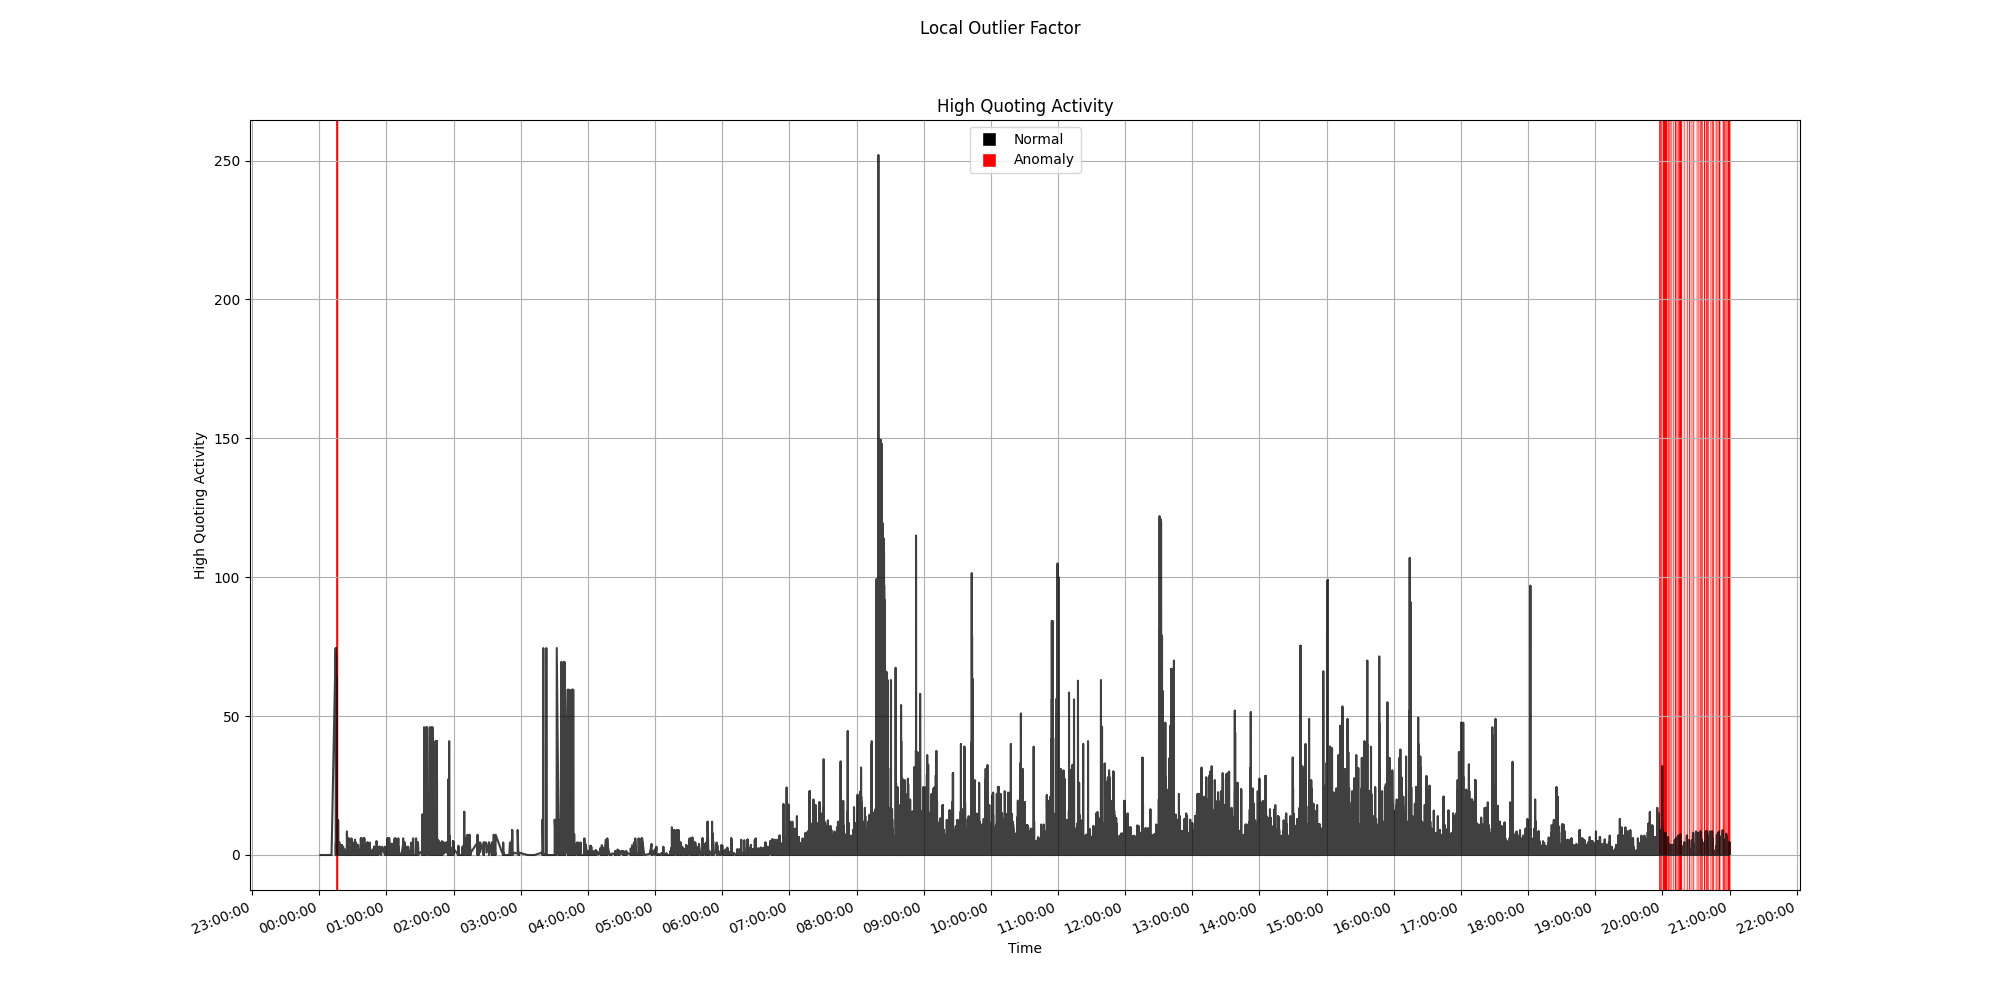 Local Outlier Factor
High Quoting Activity
Normal
Anomaly
250
200
150
100
50
0
High Quoting Activity
23:00:00 00:00:00 01:00:00 02:00:00 03:00:00 04:00:00 05:00:00 06:00:00 07:00:00 08:00:00 09:00:00 10:00:00 11:00:00 12:00:00 13:00:00 14:00:00 15:00:00 16:00:00 17:00:00 18:00:00 19:00:00 20:00:00 21:00:00 22:00:00
Time